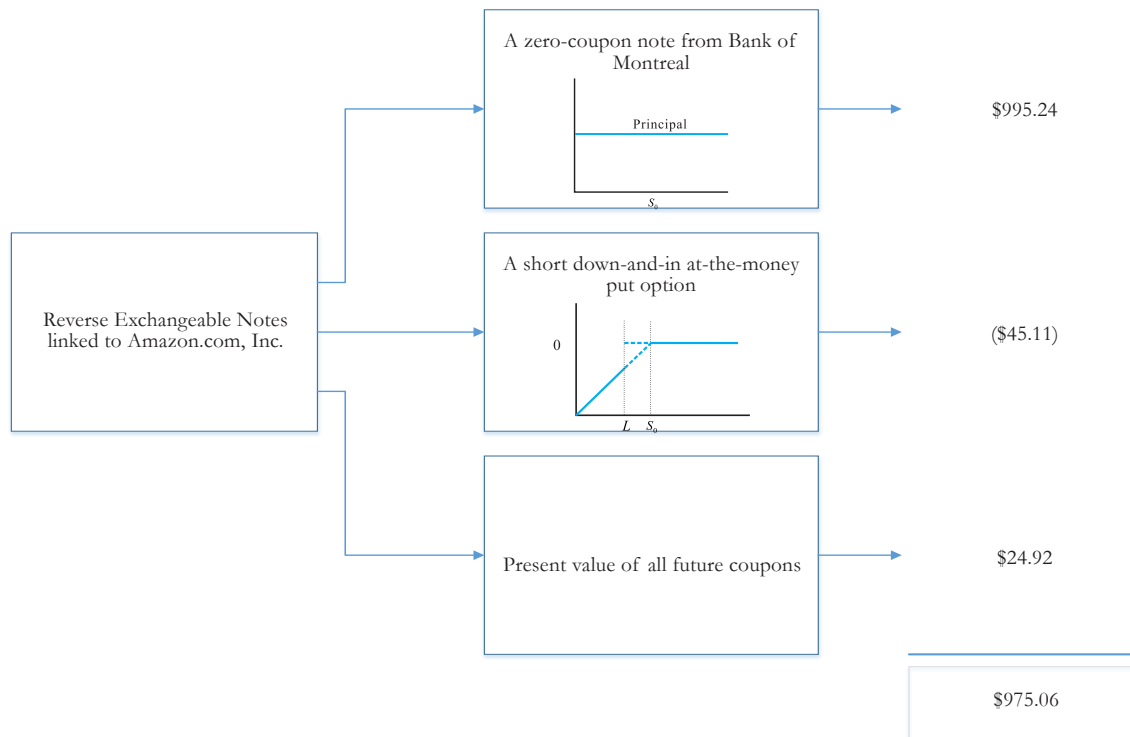 A zero-coupon note from Bank of
Montreal
Principal
S₀
$995.24
Reverse Exchangeable Notes
linked to Amazon.com, Inc.
A short down-and-in at-the-money
put option
0
L S₀
($45.11)
Present value of all future coupons
$24.92
$975.06